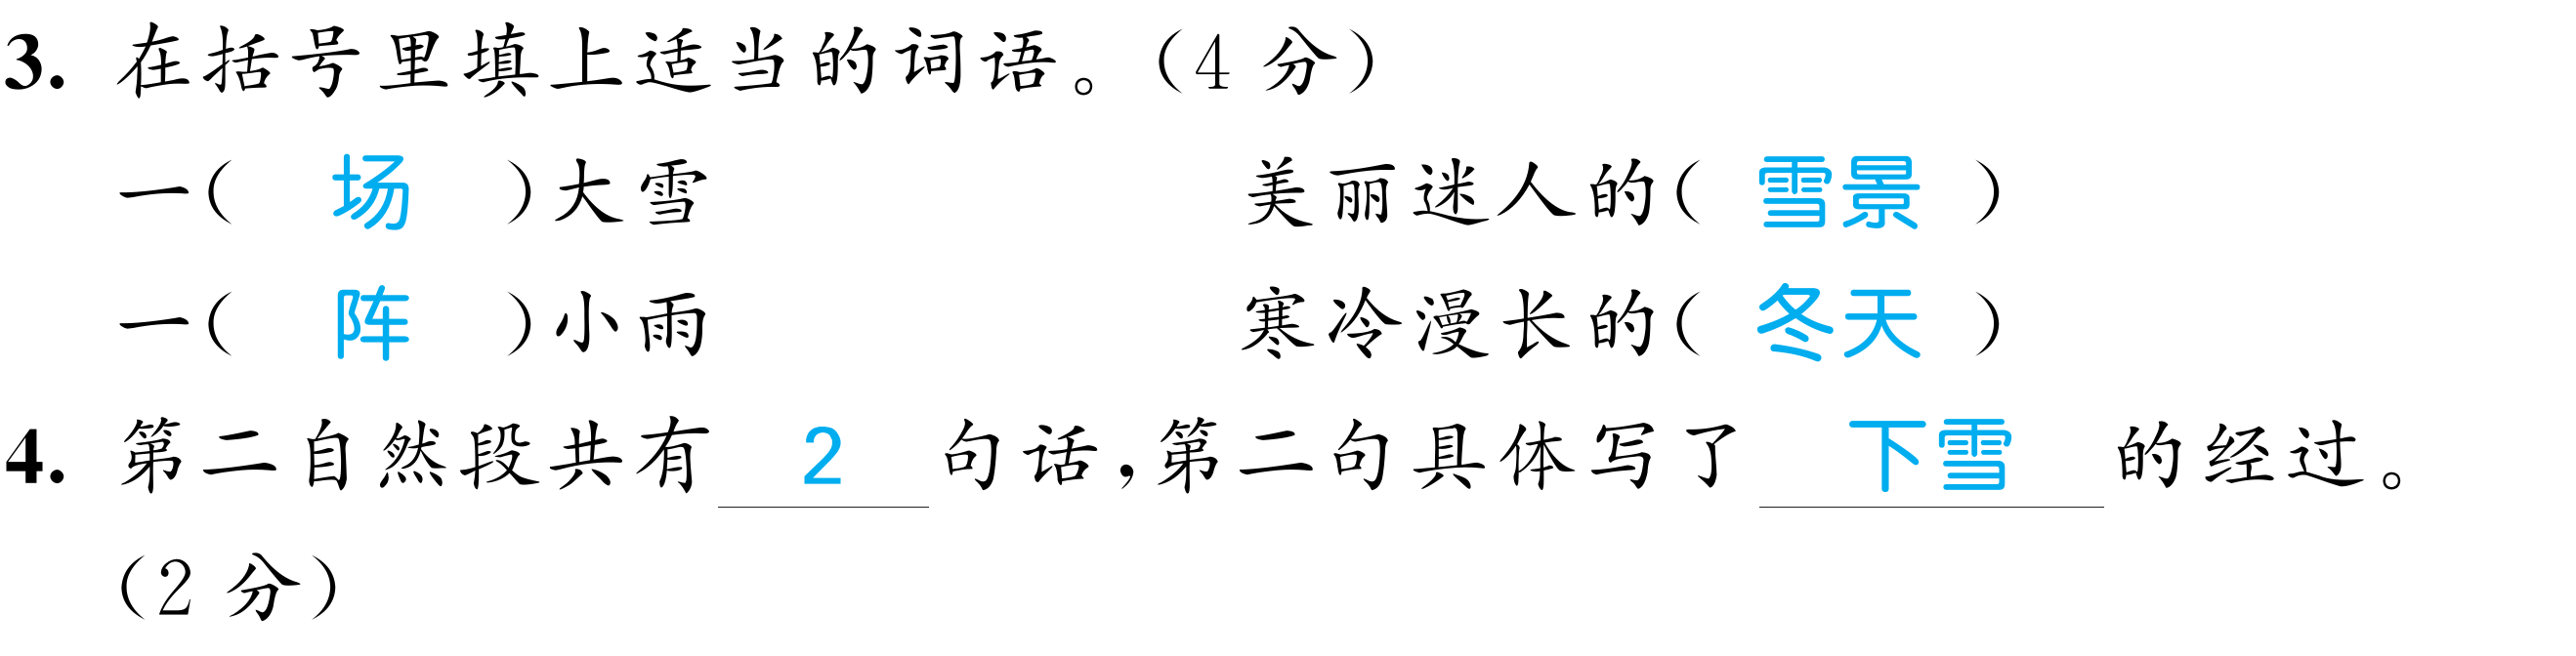 3. 在括号里填上适当的词语。(4 分)
一( 场 )大雪 美丽迷人的( 雪景 )
一( 阵 )小雨 寒冷漫长的( 冬天 )
4. 第二自然段共有 2 句话,第二句具体写了 下雪 的经过。
(2 分)